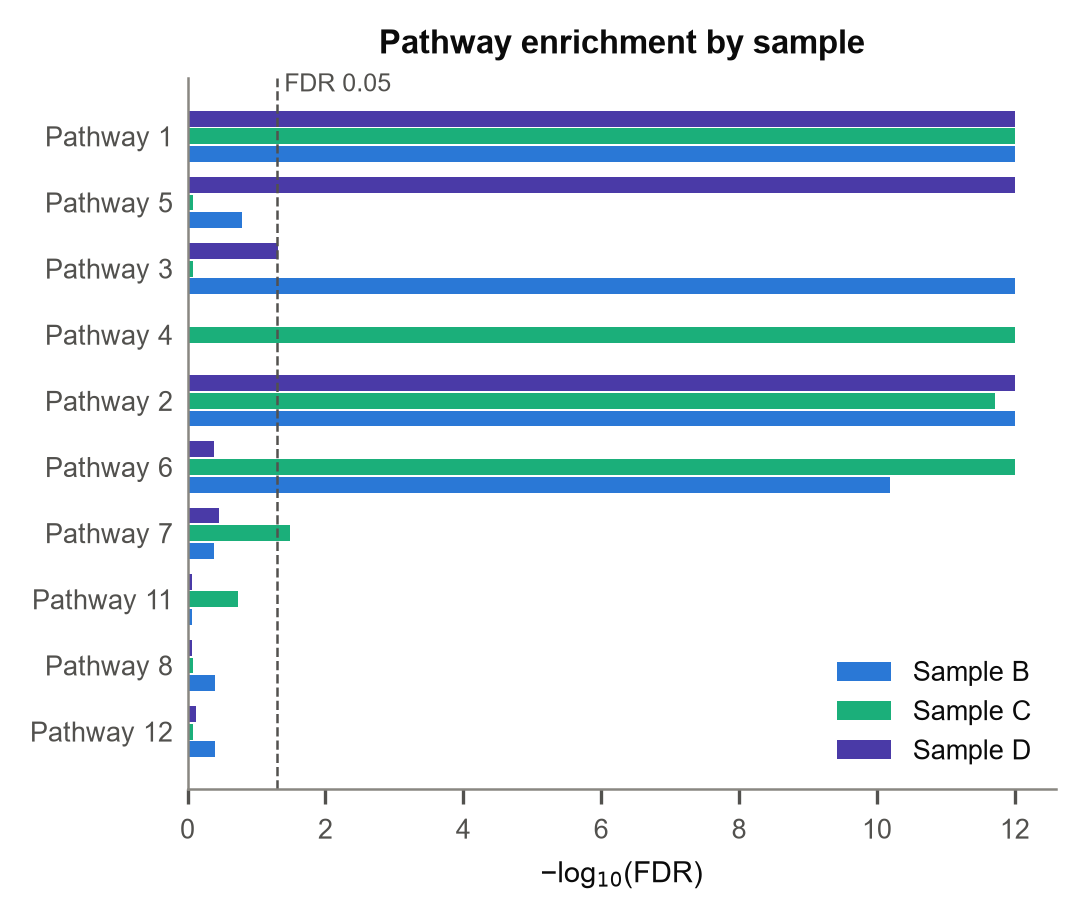 Pathway enrichment by sample
FDR 0.05
Pathway 1
Pathway 5
Pathway 3
Pathway 4
Pathway 2
Pathway 6
Pathway 7
Pathway 11
Pathway 8
Pathway 12
Sample B
Sample C
Sample D
0 2 4 6 8 10 12
−log₁₀(FDR)